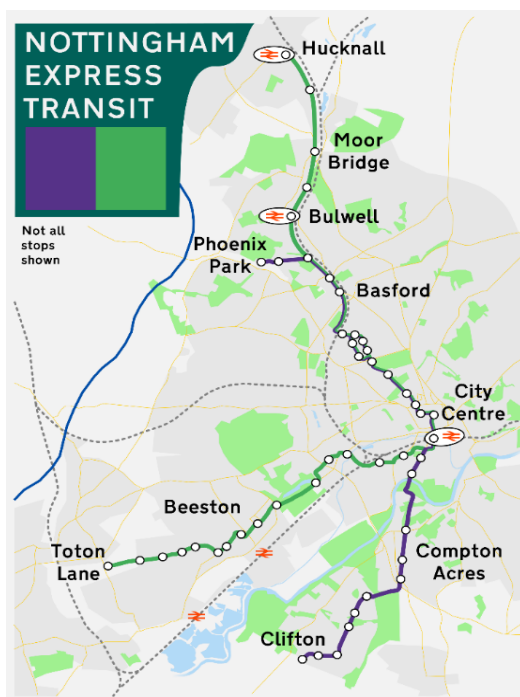 NOTTINGHAM
EXPRESS
TRANSIT
Not all
stops
shown
Hucknall
Moor
Bridge
Bulwell
Phoenix
Park
Basford
City
Centre
Beeston
Toton
Lane
Compton
Acres
Clifton